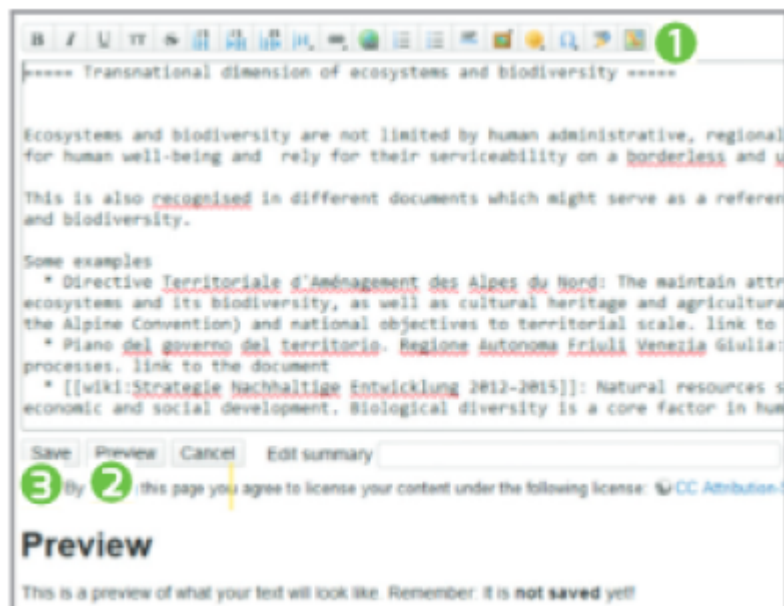 B I U TT S 1
===== Transnational dimension of ecosystems and biodiversity =====
Ecosystems and biodiversity are not limited by human administrative, regional
for human well-being and rely for their serviceability on a borderless and u
This is also recognised in different documents which might serve as a referen
and biodiversity.
Some examples
* Directive Territoriale d'Aménagement des Alpes du Nord: The maintain attr
ecosystems and its biodiversity, as well as cultural heritage and agricultura
the Alpine Convention) and national objectives to territorial scale. link to
* Piano del governo del territorio. Regione Autonoma Friuli Venezia Giulia:
processes. link to the document
* [[wiki:Strategie Nachhaltige Entwicklung 2012-2015]]: Natural resources s
economic and social development. Biological diversity is a core factor in hum
Save Preview Cancel Edit summary
3 By 2 this page you agree to license your content under the following license: CC Attribution-
Preview
This is a preview of what your text will look like. Remember: It is not saved yet!